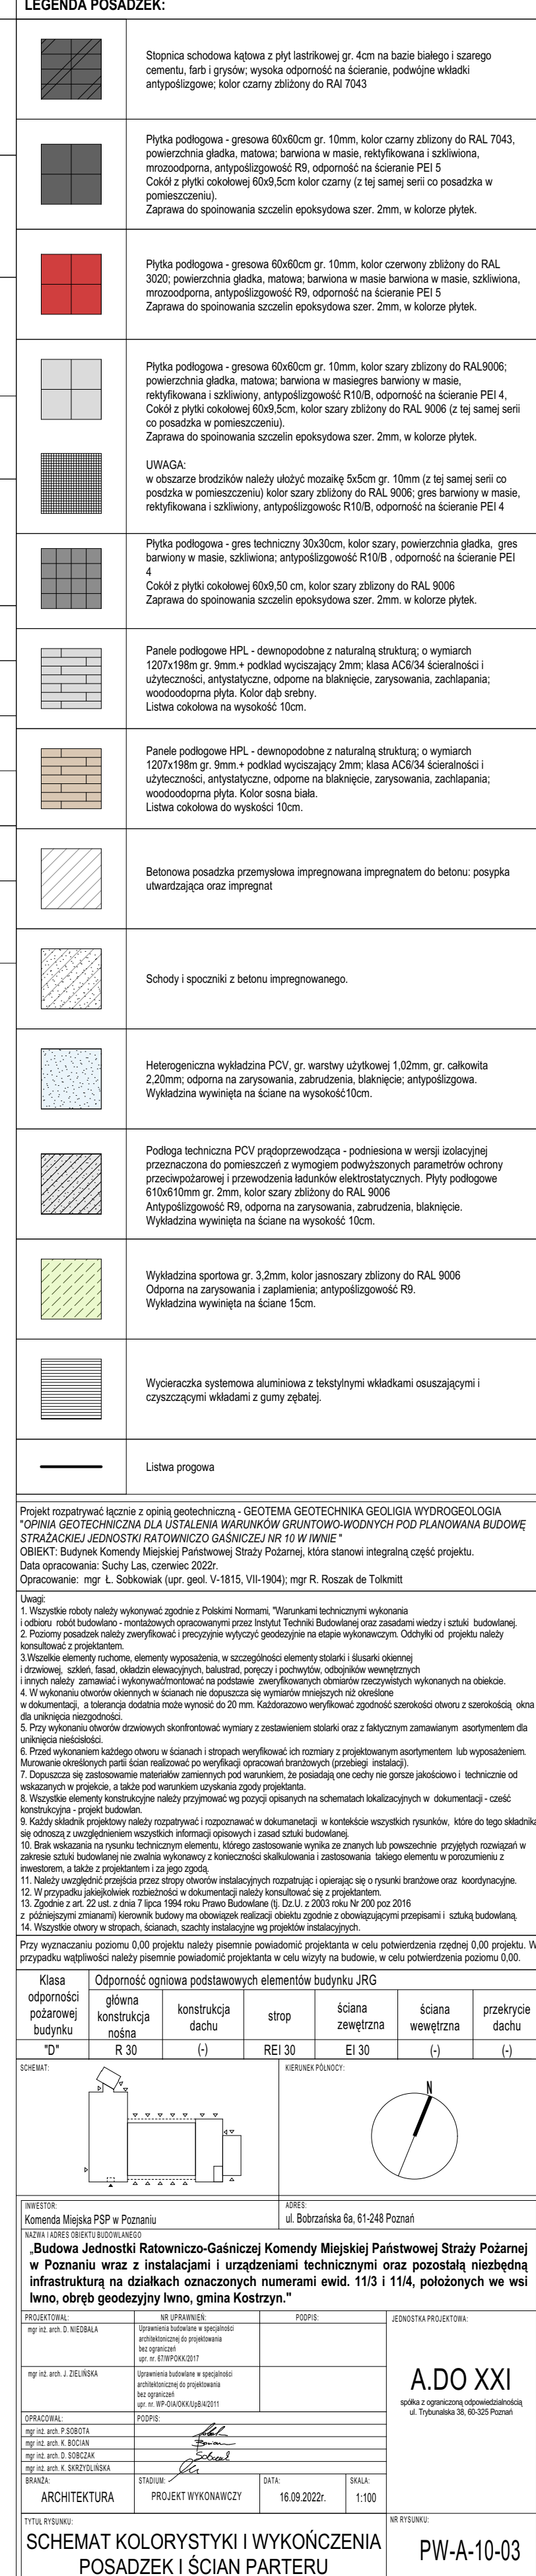 LEGENDA POSADZEK:
Stopnica schodowa kątowa z płyt lastrikowej gr. 4cm na bazie białego i szarego
cementu, farb i grysów; wysoka odporność na ścieranie, podwójne wkładki
antypoślizgowe; kolor czarny zbliżony do RAl 7043
Płytka podłogowa - gresowa 60x60cm gr. 10mm, kolor czarny zblizony do RAL 7043,
powierzchnia gładka, matowa; barwiona w masie, rektyfikowana i szkliwiona,
mrozoodporna, antypoślizgowość R9, odporność na ścieranie PEI 5
Cokół z płytki cokołowej 60x9,5cm kolor czarny (z tej samej serii co posadzka w
pomieszczeniu).
Zaprawa do spoinowania szczelin epoksydowa szer. 2mm, w kolorze płytek.
Płytka podłogowa - gresowa 60x60cm gr. 10mm, kolor czerwony zbliżony do RAL
3020; powierzchnia gładka, matowa; barwiona w masie barwiona w masie, szkliwiona,
mrozoodporna, antypoślizgowość R9, odporność na ścieranie PEI 5
Zaprawa do spoinowania szczelin epoksydowa szer. 2mm, w kolorze płytek.
Płytka podłogowa - gresowa 60x60cm gr. 10mm, kolor szary zblizony do RAL9006;
powierzchnia gładka, matowa; barwiona w masiegres barwiony w masie,
rektyfikowana i szkliwiony, antypoślizgowość R10/B, odporność na ścieranie PEI 4,
Cokół z płytki cokołowej 60x9,5cm, kolor szary zbliżony do RAL 9006 (z tej samej serii
co posadzka w pomieszczeniu).
Zaprawa do spoinowania szczelin epoksydowa szer. 2mm, w kolorze płytek.
UWAGA:
w obszarze brodzików należy ułożyć mozaikę 5x5cm gr. 10mm (z tej samej serii co
posdzka w pomieszczeniu) kolor szary zbliżony do RAL 9006; gres barwiony w masie,
rektyfikowana i szkliwiony, antypoślizgowośc R10/B, odporność na ścieranie PEI 4
Płytka podłogowa - gres techniczny 30x30cm, kolor szary, powierzchnia gładka, gres
barwiony w masie, szkliwiona; antypoślizgowość R10/B , odporność na ścieranie PEI
4
Cokół z płytki cokołowej 60x9,50 cm, kolor szary zblizony do RAL 9006
Zaprawa do spoinowania szczelin epoksydowa szer. 2mm. w kolorze płytek.
Panele podłogowe HPL - dewnopodobne z naturalną strukturą; o wymiarch
1207x198m gr. 9mm.+ podkład wyciszający 2mm; klasa AC6/34 ścieralności i
użyteczności, antystatyczne, odporne na blaknięcie, zarysowania, zachlapania;
woodoodoprna płyta. Kolor dąb srebny.
Listwa cokołowa na wysokość 10cm.
Panele podłogowe HPL - dewnopodobne z naturalną strukturą; o wymiarch
1207x198m gr. 9mm.+ podkład wyciszający 2mm; klasa AC6/34 ścieralności i
użyteczności, antystatyczne, odporne na blaknięcie, zarysowania, zachlapania;
woodoodoprna płyta. Kolor sosna biała.
Listwa cokołowa do wyskości 10cm.
Betonowa posadzka przemysłowa impregnowana impregnatem do betonu: posypka
utwardzająca oraz impregnat
Schody i spoczniki z betonu impregnowanego.
Heterogeniczna wykładzina PCV, gr. warstwy użytkowej 1,02mm, gr. całkowita
2,20mm; odporna na zarysowania, zabrudzenia, blaknięcie; antypoślizgowa.
Wykładzina wywinięta na ściane na wysokość10cm.
Podłoga techniczna PCV prądoprzewodząca - podniesiona w wersji izolacyjnej
przeznaczona do pomieszczeń z wymogiem podwyższonych parametrów ochrony
przeciwpożarowej i przewodzenia ładunków elektrostatycznych. Płyty podłogowe
610x610mm gr. 2mm, kolor szary zbliżony do RAL 9006
Antypoślizgowość R9, odporna na zarysowania, zabrudzenia, blaknięcie.
Wykładzina wywinięta na ściane na wysokość 10cm.
Wykładzina sportowa gr. 3,2mm, kolor jasnoszary zblizony do RAL 9006
Odporna na zarysowania i zaplamienia; antypoślizgowość R9.
Wykładzina wywinięta na ściane 15cm.
Wycieraczka systemowa aluminiowa z tekstylnymi wkładkami osuszającymi i
czyszczącymi wkładami z gumy zębatej.
Listwa progowa
Projekt rozpatrywać łącznie z opinią geotechniczną - GEOTEMA GEOTECHNIKA GEOLIGIA WYDROGEOLOGIA
"OPINIA GEOTECHNICZNA DLA USTALENIA WARUNKÓW GRUNTOWO-WODNYCH POD PLANOWANA BUDOWĘ
STRAŻACKIEJ JEDNOSTKI RATOWNICZO GAŚNICZEJ NR 10 W IWNIE "
OBIEKT: Budynek Komendy Miejskiej Państwowej Straży Pożarnej, która stanowi integralną część projektu.
Data opracowania: Suchy Las, czerwiec 2022r.
Opracowanie: mgr Ł. Sobkowiak (upr. geol. V-1815, VII-1904); mgr R. Roszak de Tolkmitt
Uwagi:
1. Wszystkie roboty należy wykonywać zgodnie z Polskimi Normami, "Warunkami technicznymi wykonania
i odbioru robót budowlano - montażowych opracowanymi przez Instytut Techniki Budowlanej oraz zasadami wiedzy i sztuki budowlanej.
2. Poziomy posadzek należy zweryfikować i precyzyjnie wytyczyć geodezyjnie na etapie wykonawczym. Odchyłki od projektu należy
konsultować z projektantem.
3.Wszelkie elementy ruchome, elementy wyposażenia, w szczególności elementy stolarki i ślusarki okiennej
i drzwiowej, szkleń, fasad, okładzin elewacyjnych, balustrad, poręczy i pochwytów, odbojników wewnętrznych
i innych należy zamawiać i wykonywać/montować na podstawie zweryfikowanych obmiarów rzeczywistych wykonanych na obiekcie.
4. W wykonaniu otworów okiennych w ścianach nie dopuszcza się wymiarów mniejszych niż określone
w dokumentacji, a tolerancja dodatnia może wynosić do 20 mm. Każdorazowo weryfikować zgodność szerokości otworu z szerokością okna
dla uniknięcia niezgodności.
5. Przy wykonaniu otworów drzwiowych skonfrontować wymiary z zestawieniem stolarki oraz z faktycznym zamawianym asortymentem dla
uniknięcia nieścisłości.
6. Przed wykonaniem każdego otworu w ścianach i stropach weryfikować ich rozmiary z projektowanym asortymentem lub wyposażeniem.
Murowanie określonych partii ścian realizować po weryfikacji opracowań branżowych (przebiegi instalacji).
7. Dopuszcza się zastosowanie materiałów zamiennych pod warunkiem, że posiadają one cechy nie gorsze jakościowo i technicznie od
wskazanych w projekcie, a także pod warunkiem uzyskania zgody projektanta.
8. Wszystkie elementy konstrukcyjne należy przyjmować wg pozycji opisanych na schematach lokalizacyjnych w dokumentacji - cześć
konstrukcyjna - projekt budowlan.
9. Każdy składnik projektowy należy rozpatrywać i rozpoznawać w dokumanetacji w kontekście wszystkich rysunków, które do tego składnika
się odnoszą z uwzględnieniem wszystkich informacji opisowych i zasad sztuki budowlanej.
10. Brak wskazania na rysunku technicznym elementu, którego zastosowanie wynika ze znanych lub powszechnie przyjętych rozwiązań w
zakresie sztuki budowlanej nie zwalnia wykonawcy z konieczności skalkulowania i zastosowania takiego elementu w porozumieniu z
inwestorem, a także z projektantem i za jego zgodą.
11. Należy uwzględnić przejścia przez stropy otworów instalacyjnych rozpatrując i opierając się o rysunki branżowe oraz koordynacyjne.
12. W przypadku jakiejkolwiek rozbieżności w dokumentacji należy konsultować się z projektantem.
13. Zgodnie z art. 22 ust. z dnia 7 lipca 1994 roku Prawo Budowlane (tj. Dz.U. z 2003 roku Nr 200 poz 2016
z późniejszymi zmianami) kierownik budowy ma obowiązek realizacji obiektu zgodnie z obowiązującymi przepisami i sztuką budowlaną.
14. Wszystkie otwory w stropach, ścianach, szachty instalacyjne wg projektów instalacyjnych.
Przy wyznaczaniu poziomu 0,00 projektu należy pisemnie powiadomić projektanta w celu potwierdzenia rzędnej 0,00 projektu. W
przypadku wątpliwości należy pisemnie powiadomić projektanta w celu wizyty na budowie, w celu potwierdzenia poziomu 0,00.
Klasa
odporności
pożarowej
budynku
Odporność ogniowa podstawowych elementów budynku JRG
główna
konstrukcja
nośna
konstrukcja
dachu
strop
ściana
zewętrzna
ściana
wewętrzna
przekrycie
dachu
"D" R 30 (-) REI 30 EI 30 (-) (-)
SCHEMAT:
KIERUNEK PÓŁNOCY:
N
INWESTOR:
Komenda Miejska PSP w Poznaniu
ADRES:
ul. Bobrzańska 6a, 61-248 Poznań
NAZWA I ADRES OBIEKTU BUDOWLANEGO
„Budowa Jednostki Ratowniczo-Gaśniczej Komendy Miejskiej Państwowej Straży Pożarnej
w Poznaniu wraz z instalacjami i urządzeniami technicznymi oraz pozostałą niezbędną
infrastrukturą na działkach oznaczonych numerami ewid. 11/3 i 11/4, położonych we wsi
Iwno, obręb geodezyjny Iwno, gmina Kostrzyn."
PROJEKTOWAŁ: NR UPRAWNIEŃ: PODPIS: JEDNOSTKA PROJEKTOWA:
mgr inż. arch. D. NIEDBAŁA
Uprawnienia budowlane w specjalności
architektonicznej do projektowania
bez ograniczeń
upr. nr. 67/WPOKK/2017
mgr inż. arch. J. ZIELIŃSKA
Uprawnienia budowlane w specjalności
architektonicznej do projektowania
bez ograniczeń
upr. nr. WP-OIA/OKK/UpB/4/2011
A.DO XXI
spółka z ograniczoną odpowiedzialnością
ul. Trybunalska 38, 60-325 Poznań
OPRACOWAŁ: PODPIS:
mgr inż. arch. P.SOBOTA
mgr inż. arch. K. BOCIAN
mgr inż. arch. D. SOBCZAK
mgr inż. arch. K. SKRZYDLIŃSKA
BRANŻA: STADIUM: DATA: SKALA:
ARCHITEKTURA PROJEKT WYKONAWCZY 16.09.2022r. 1:100
TYTUŁ RYSUNKU: NR RYSUNKU:
SCHEMAT KOLORYSTYKI I WYKOŃCZENIA
POSADZEK I ŚCIAN PARTERU
PW-A-10-03